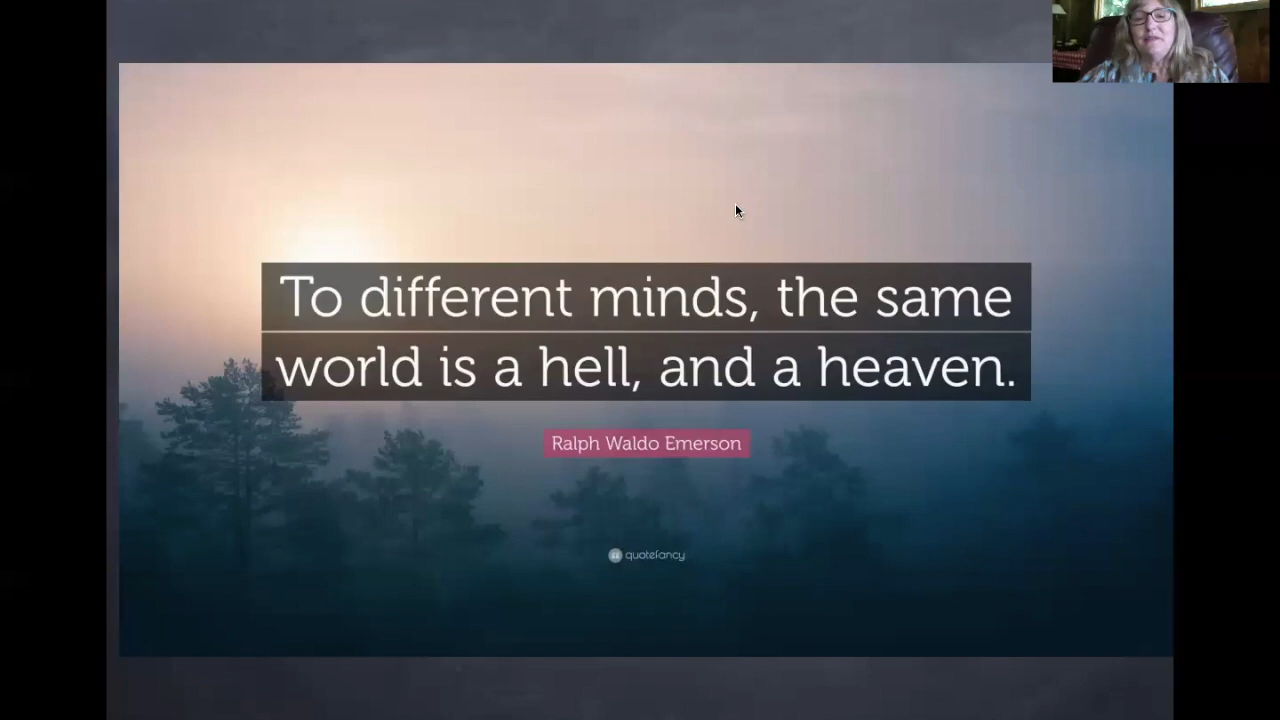 To different minds, the same
world is a hell, and a heaven.
Ralph Waldo Emerson
quotefancy